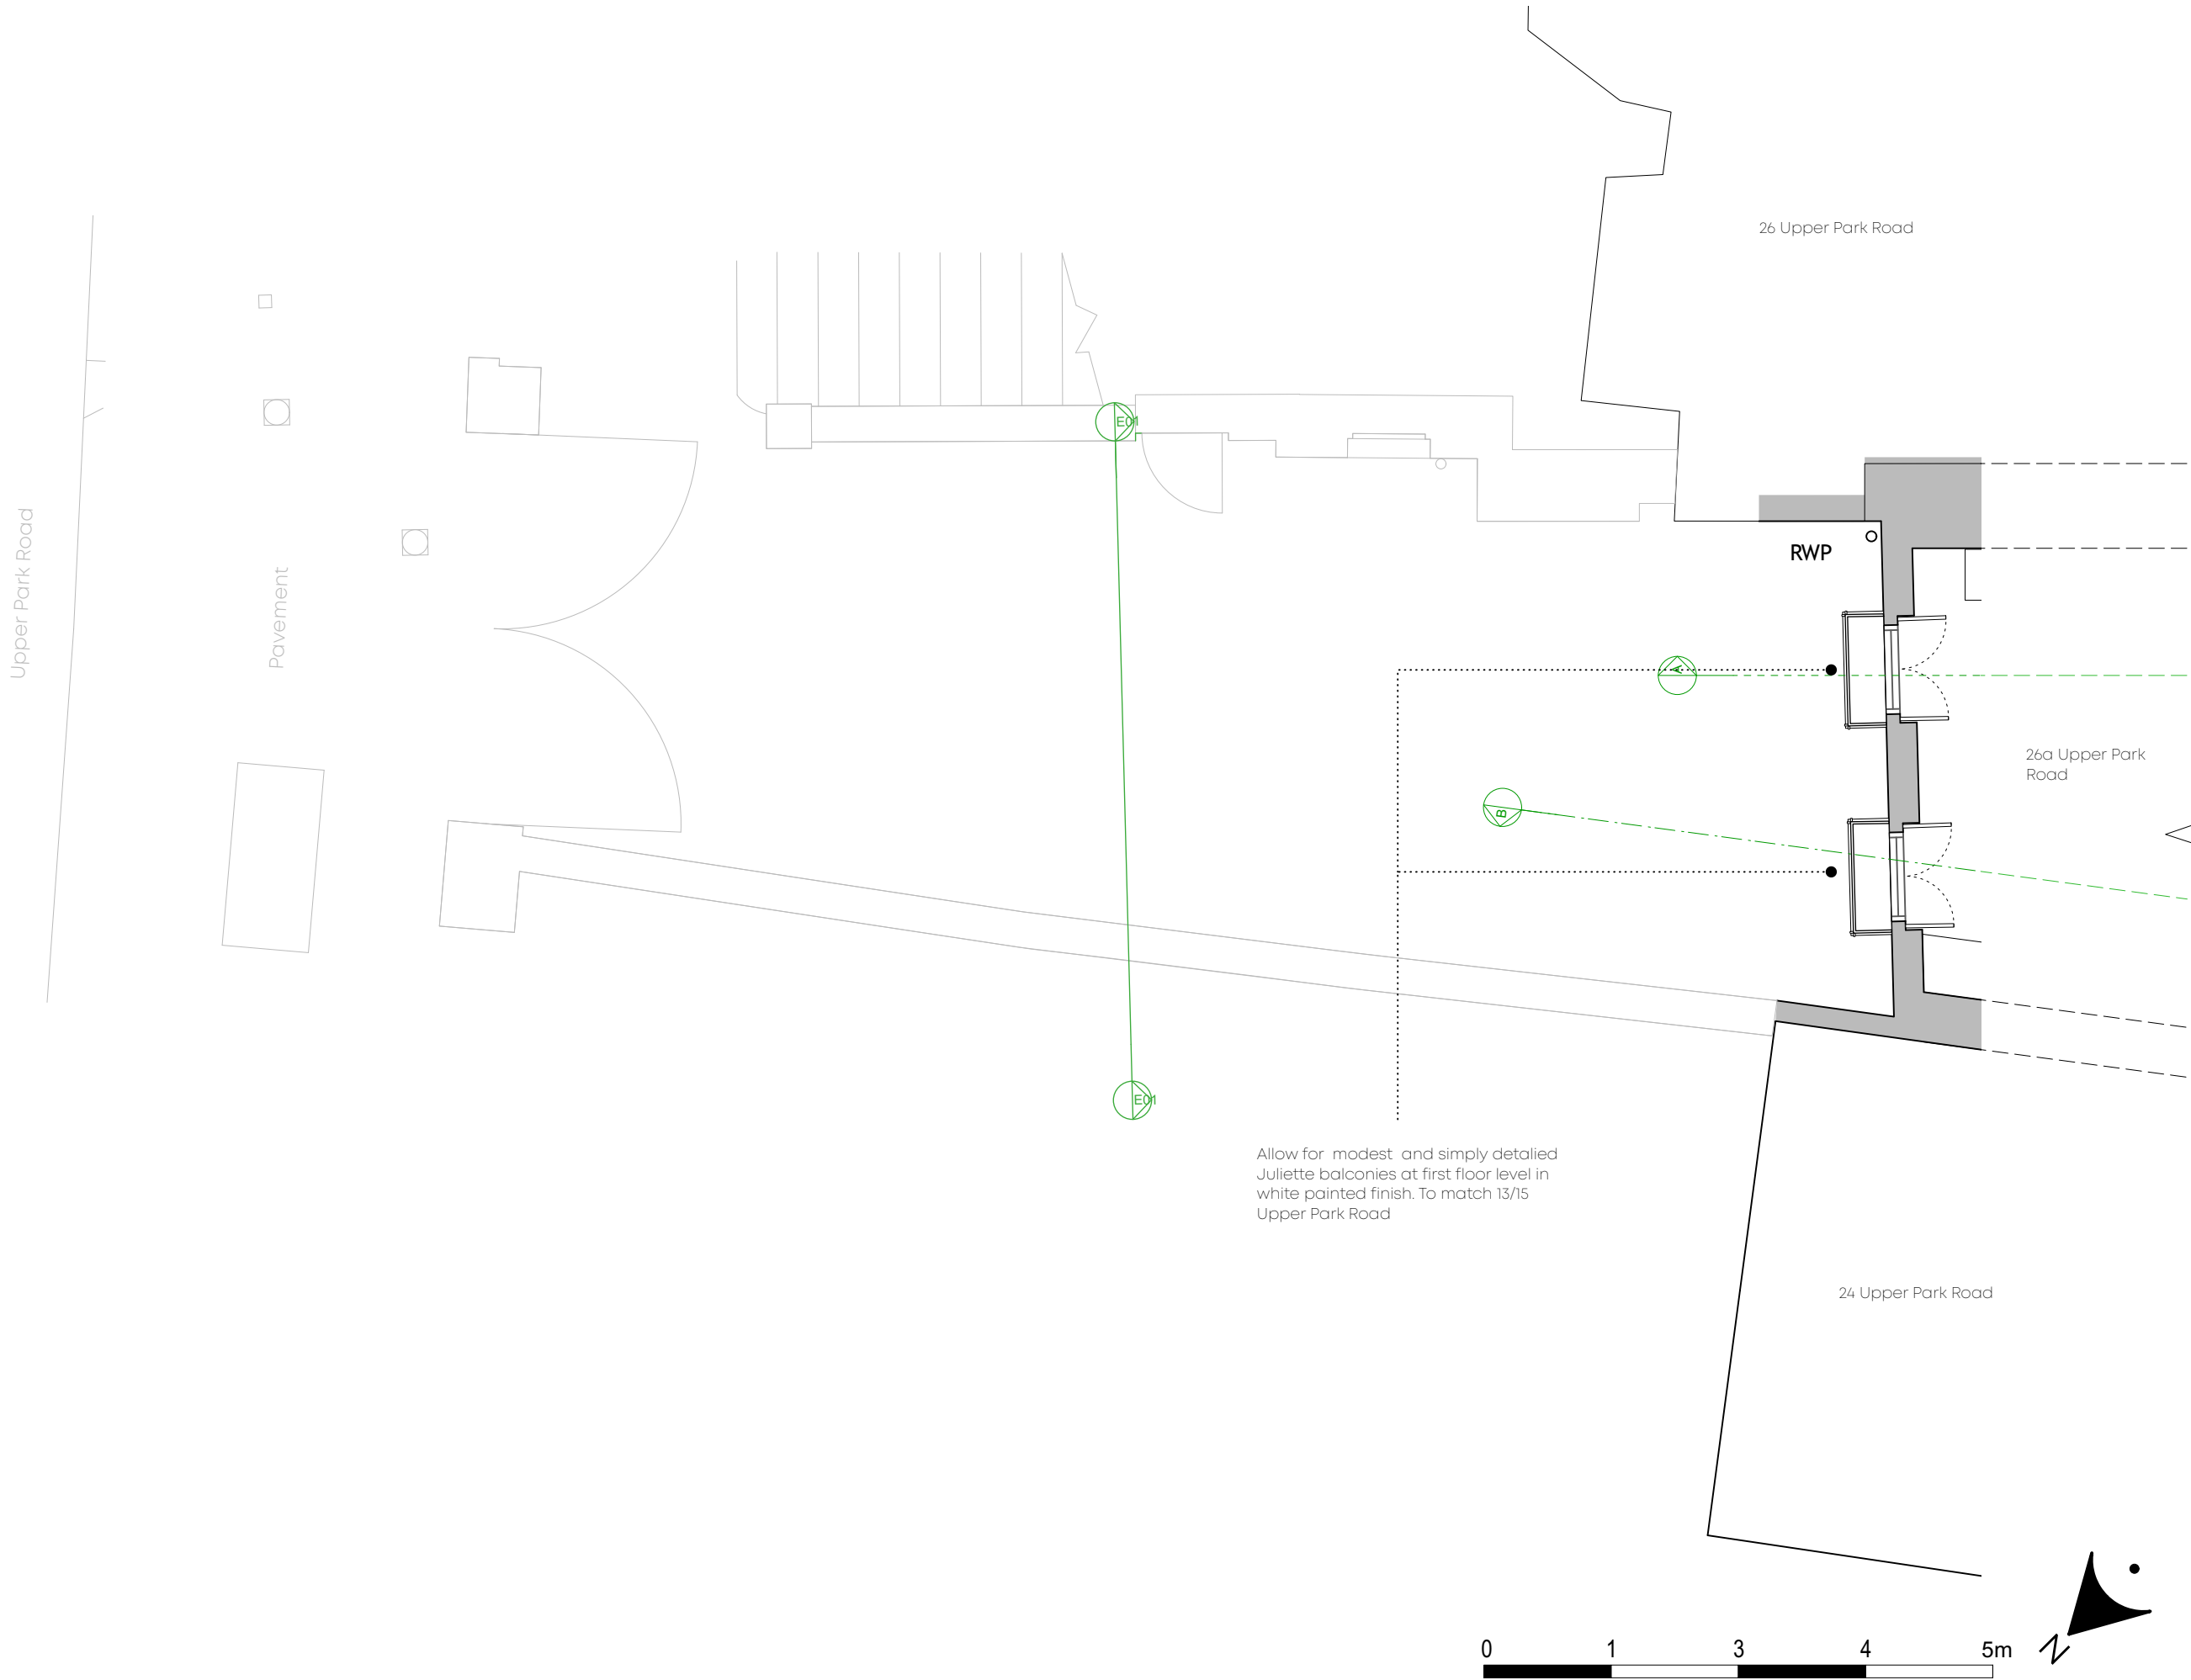 26 Upper Park Road
E01
Upper Park Road
Pavement
RWP
A
26a Upper Park
Road
B
E01
Allow for modest and simply detalied
Juliette balconies at first floor level in
white painted finish. To match 13/15
Upper Park Road
24 Upper Park Road
0 1 3 4 5m
N